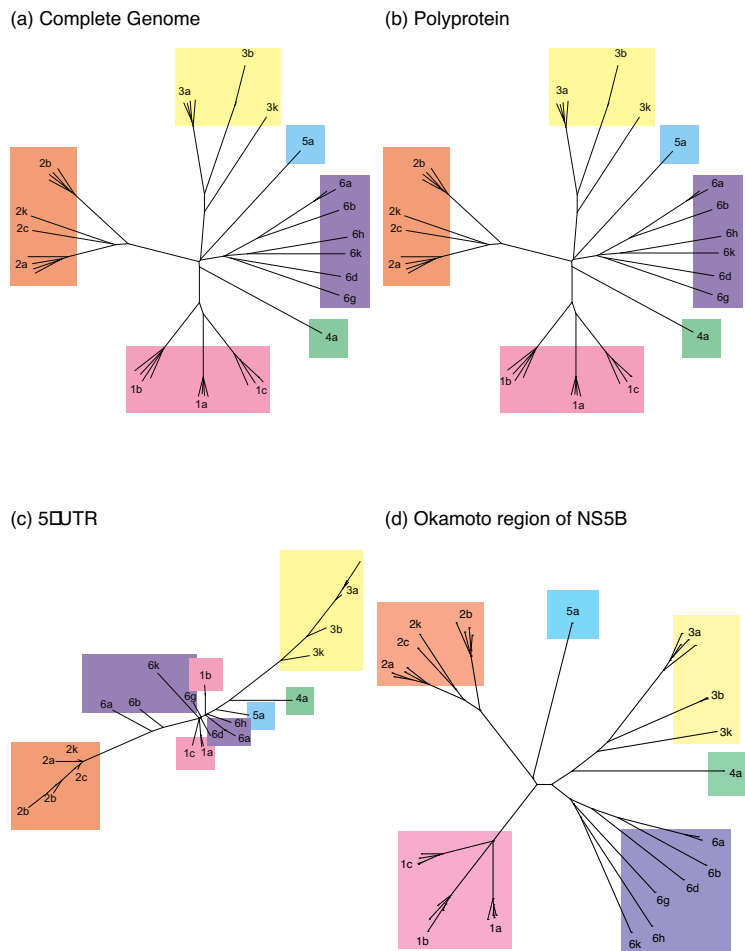 (a) Complete Genome
3b
3a
3k
5a
2b
2k
2c
2a
6a
6b
6h
6k
6d
6g
4a
1b
1a
1c
(b) Polyprotein
3b
3a
3k
5a
2b
2k
2c
2a
6a
6b
6h
6k
6d
6g
4a
1b
1a
1c
(c) 5□UTR
3a
3b
3k
6k
1b
6g
4a
6a
6b
5a
6h
6d
6a
1c
1a
2k
2a
2c
2b
2b
(d) Okamoto region of NS5B
2b
2k
2c
2a
5a
3a
3b
3k
4a
6a
6b
6d
6g
6h
6k
1c
1b
1a